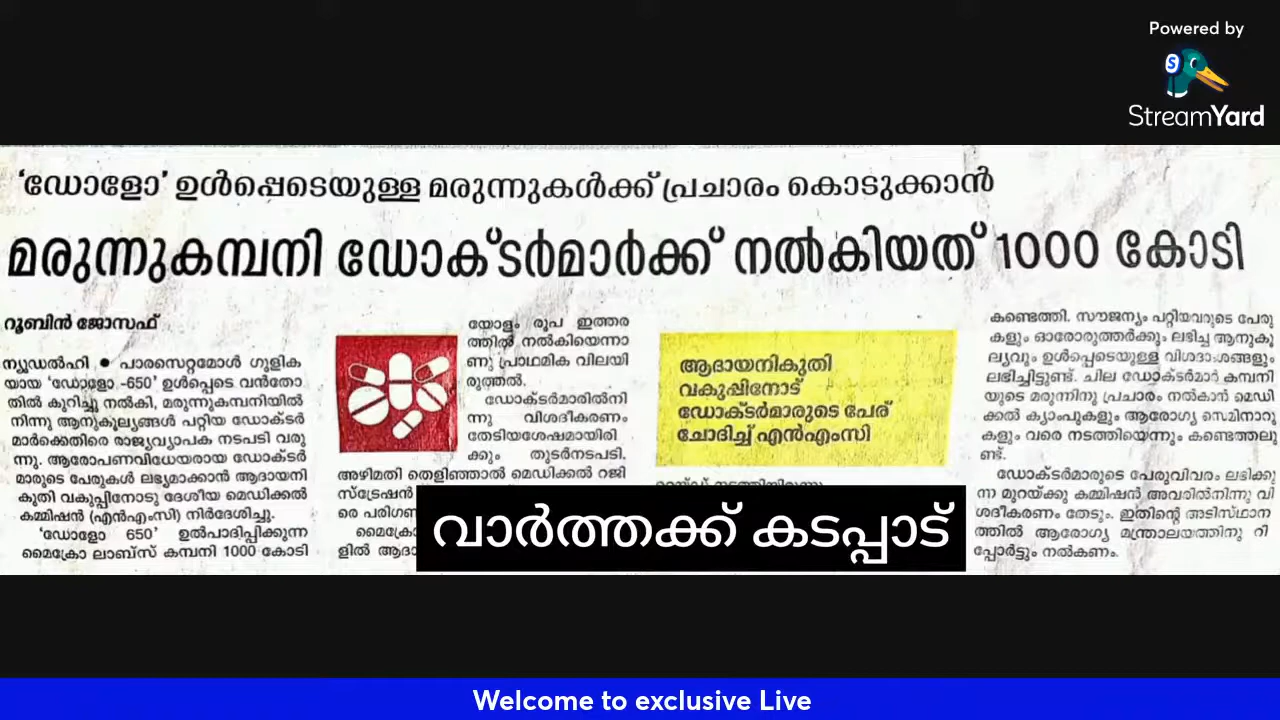 Powered by
StreamYard
'ഡോളോ' ഉൾപ്പെടെയുള്ള മരുന്നുകൾക്ക് പ്രചാരം കൊടുക്കാൻ
മരുന്നുകമ്പനി ഡോക്ടർമാർക്ക് നൽകിയത് 1000 കോടി
റൂബിൻ ജോസഫ്
ന്യൂഡൽഹി ● പാരസെറ്റമോൾ ഗുളിക
യായ 'ഡോളോ -650' ഉൾപ്പെടെ വൻതോ
തിൽ കുറിച്ചു നൽകി, മരുന്നുകമ്പനിയിൽ
നിന്നു ആനുകൂല്യങ്ങൾ പറ്റിയ ഡോക്ടർ
മാർക്കെതിരെ രാജ്യവ്യാപക നടപടി വരു
ന്നു. ആരോപണവിധേയരായ ഡോക്ടർ
മാരുടെ പേരുകൾ ലഭ്യമാക്കാൻ ആദായനി
കുതി വകുപ്പിനോടു ദേശീയ മെഡിക്കൽ
കമ്മിഷൻ (എൻഎംസി) നിർദേശിച്ചു.
'ഡോളോ 650' ഉൽപാദിപ്പിക്കുന്ന
മൈക്രോ ലാബ്സ് കമ്പനി 1000 കോടി
യോളം രൂപ ഇത്തര
ത്തിൽ നൽകിയെന്നാ
ണു പ്രാഥമിക വിലയി
രുത്തൽ.
ഡോക്ടർമാരിൽനി
ന്നു വിശദീകരണം
തേടിയശേഷമായിരി
ക്കും തുടർനടപടി.
അഴിമതി തെളിഞ്ഞാൽ മെഡിക്കൽ റജി
സ്ട്രേഷൻ
രെ പരിഗണ
മൈക്രോ
ളിൽ ആദാ
ആദായനികുതി
വകുപ്പിനോട്
ഡോക്ടർമാരുടെ പേര്
ചോദിച്ച് എൻഎംസി
കണ്ടെത്തി. സൗജന്യം പറ്റിയവരുടെ പേരു
കളും ഓരോരുത്തർക്കും ലഭിച്ച ആനുകൂ
ല്യവും ഉൾപ്പെടെയുള്ള വിശദാംശങ്ങളും
ലഭിച്ചിട്ടുണ്ട്. ചില ഡോക്ടർമാർ കമ്പനി
യുടെ മരുന്നിനു പ്രചാരം നൽകാൻ മെഡി
ക്കൽ ക്യാംപുകളും ആരോഗ്യ സെമിനാറു
കളും വരെ നടത്തിയെന്നും കണ്ടെത്തലു
ണ്ട്.
ഡോക്ടർമാരുടെ പേരുവിവരം ലഭിക്കു
ന്ന മുറയ്ക്കു കമ്മിഷൻ അവരിൽനിന്നു വി
ശദീകരണം തേടും. ഇതിന്റെ അടിസ്ഥാന
ത്തിൽ ആരോഗ്യ മന്ത്രാലയത്തിനു റി
പ്പോർട്ടും നൽകണം.
വാർത്തക്ക് കടപ്പാട്
Welcome to exclusive Live